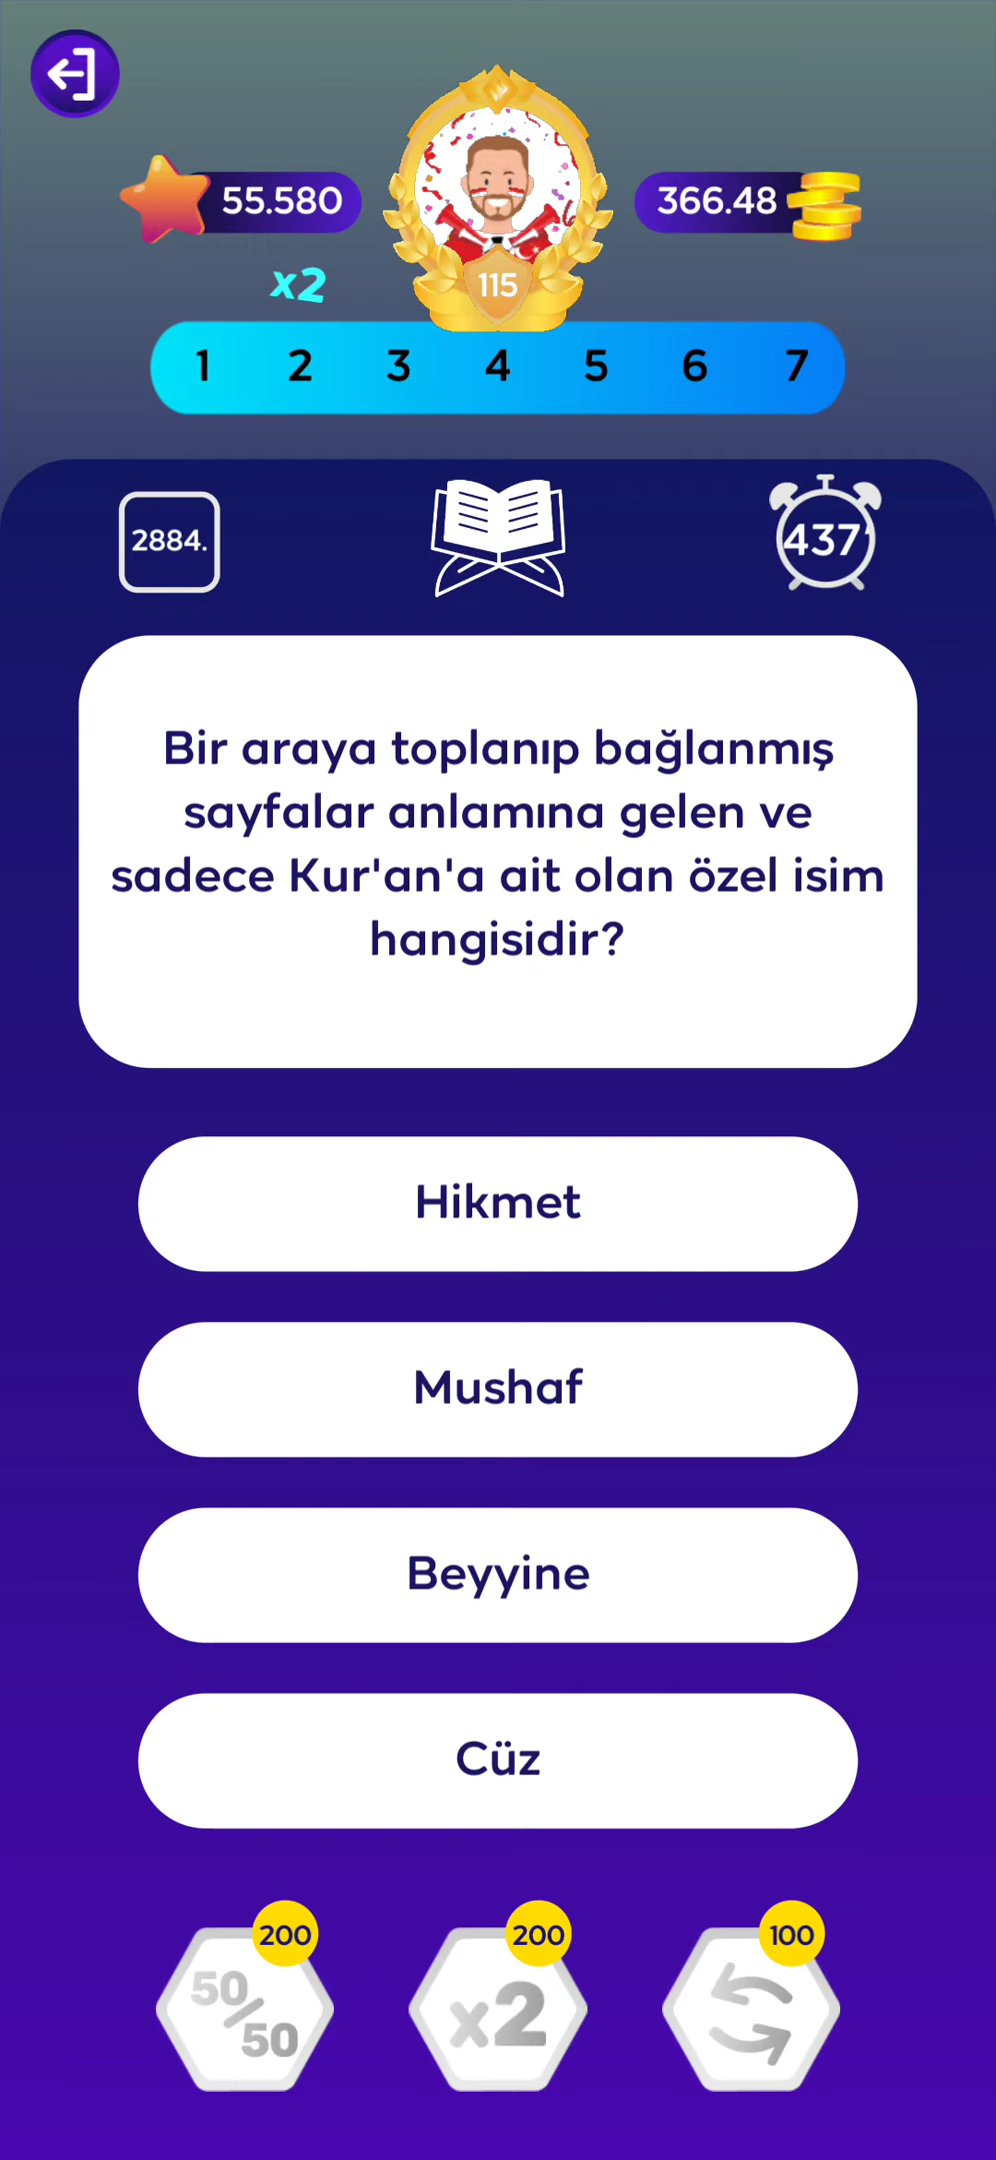 55.580
366.48
115
x2
1 2 3 4 5 6 7
2884.
437
Bir araya toplanıp bağlanmış
sayfalar anlamına gelen ve
sadece Kur'an'a ait olan özel isim
hangisidir?
Hikmet
Mushaf
Beyyine
Cüz
200
50/50
200
x2
100